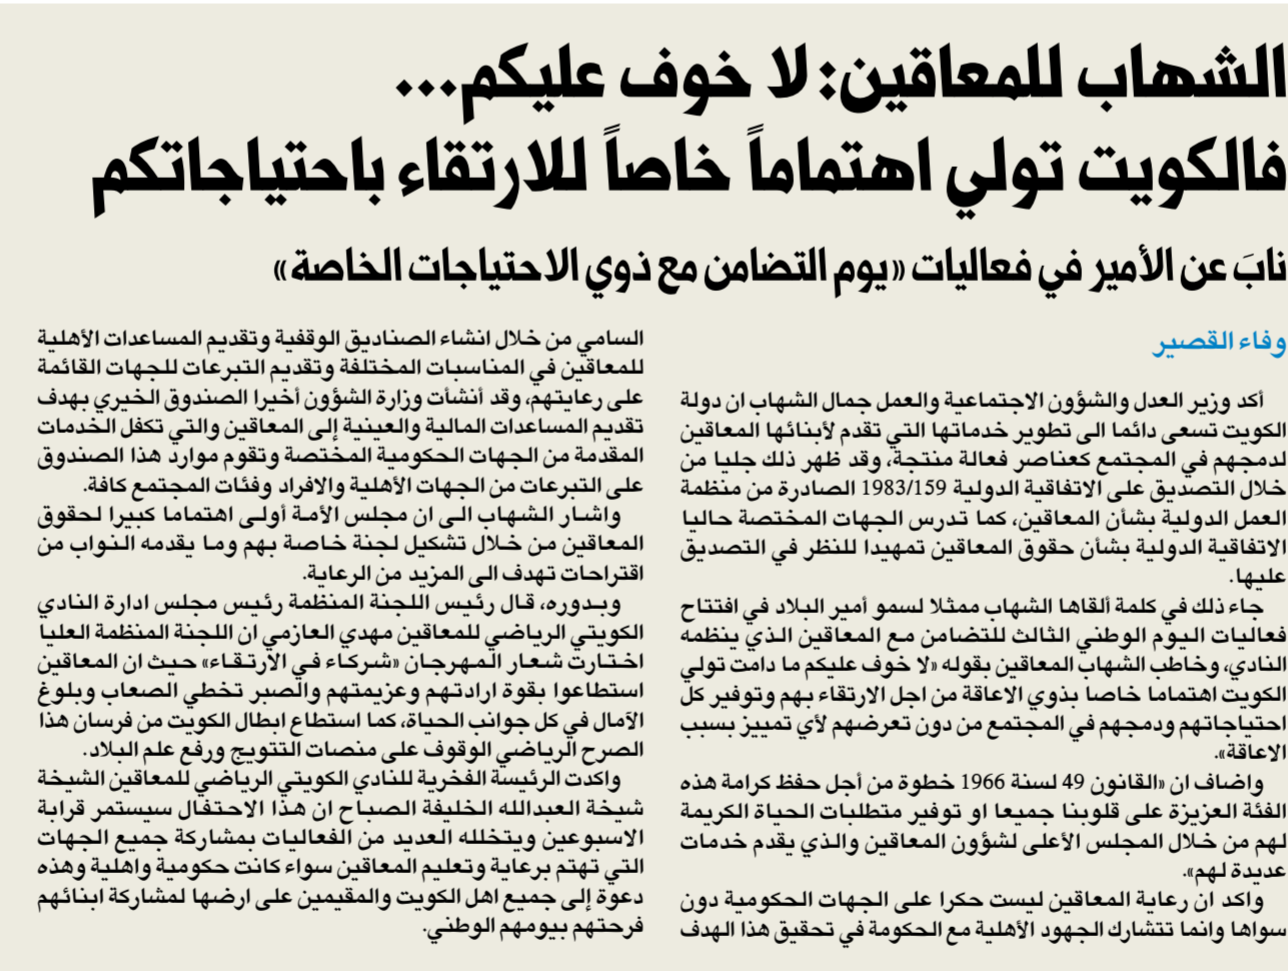 الشهاب للمعاقين: لا خوف عليكم...
فالكويت تولي اهتماماً خاصاً للارتقاء باحتياجاتكم
نابَ عن الأمير في فعاليات «يوم التضامن مع ذوي الاحتياجات الخاصة»
وفاء القصير
أكد وزير العدل والشؤون الاجتماعية والعمل جمال الشهاب ان دولة
الكويت تسعى دائما الى تطوير خدماتها التي تقدم لأبنائها المعاقين
لدمجهم في المجتمع كعناصر فعالة منتجة، وقد ظهر ذلك جليا من
خلال التصديق على الاتفاقية الدولية 1983/159 الصادرة من منظمة
العمل الدولية بشأن المعاقين، كما تدرس الجهات المختصة حاليا
الاتفاقية الدولية بشأن حقوق المعاقين تمهيدا للنظر في التصديق
عليها.
جاء ذلك في كلمة ألقاها الشهاب ممثلا لسمو أمير البلاد في افتتاح
فعاليات اليوم الوطني الثالث للتضامن مع المعاقين الذي ينظمه
النادي، وخاطب الشهاب المعاقين بقوله «لا خوف عليكم ما دامت تولي
الكويت اهتماما خاصا بذوي الاعاقة من اجل الارتقاء بهم وتوفير كل
احتياجاتهم ودمجهم في المجتمع من دون تعرضهم لأي تمييز بسبب
الاعاقة».
واضاف ان «القانون 49 لسنة 1966 خطوة من أجل حفظ كرامة هذه
الفئة العزيزة على قلوبنا جميعا او توفير متطلبات الحياة الكريمة
لهم من خلال المجلس الأعلى لشؤون المعاقين والذي يقدم خدمات
عديدة لهم».
واكد ان رعاية المعاقين ليست حكرا على الجهات الحكومية دون
سواها وانما تتشارك الجهود الأهلية مع الحكومة في تحقيق هذا الهدف
السامي من خلال انشاء الصناديق الوقفية وتقديم المساعدات الأهلية
للمعاقين في المناسبات المختلفة وتقديم التبرعات للجهات القائمة
على رعايتهم، وقد أنشأت وزارة الشؤون أخيرا الصندوق الخيري بهدف
تقديم المساعدات المالية والعينية إلى المعاقين والتي تكفل الخدمات
المقدمة من الجهات الحكومية المختصة وتقوم موارد هذا الصندوق
على التبرعات من الجهات الأهلية والافراد وفئات المجتمع كافة.
واشار الشهاب الى ان مجلس الأمة أولى اهتماما كبيرا لحقوق
المعاقين من خلال تشكيل لجنة خاصة بهم وما يقدمه النواب من
اقتراحات تهدف الى المزيد من الرعاية.
وبدوره، قال رئيس اللجنة المنظمة رئيس مجلس ادارة النادي
الكويتي الرياضي للمعاقين مهدي العازمي ان اللجنة المنظمة العليا
اختارت شعار المهرجان «شركاء في الارتقاء» حيث ان المعاقين
استطاعوا بقوة ارادتهم وعزيمتهم والصبر تخطي الصعاب وبلوغ
الآمال في كل جوانب الحياة، كما استطاع ابطال الكويت من فرسان هذا
الصرح الرياضي الوقوف على منصات التتويج ورفع علم البلاد.
واكدت الرئيسة الفخرية للنادي الكويتي الرياضي للمعاقين الشيخة
شيخة العبدالله الخليفة الصباح ان هذا الاحتفال سيستمر قرابة
الاسبوعين ويتخلله العديد من الفعاليات بمشاركة جميع الجهات
التي تهتم برعاية وتعليم المعاقين سواء كانت حكومية واهلية وهذه
دعوة إلى جميع اهل الكويت والمقيمين على ارضها لمشاركة ابنائهم
فرحتهم بيومهم الوطني.